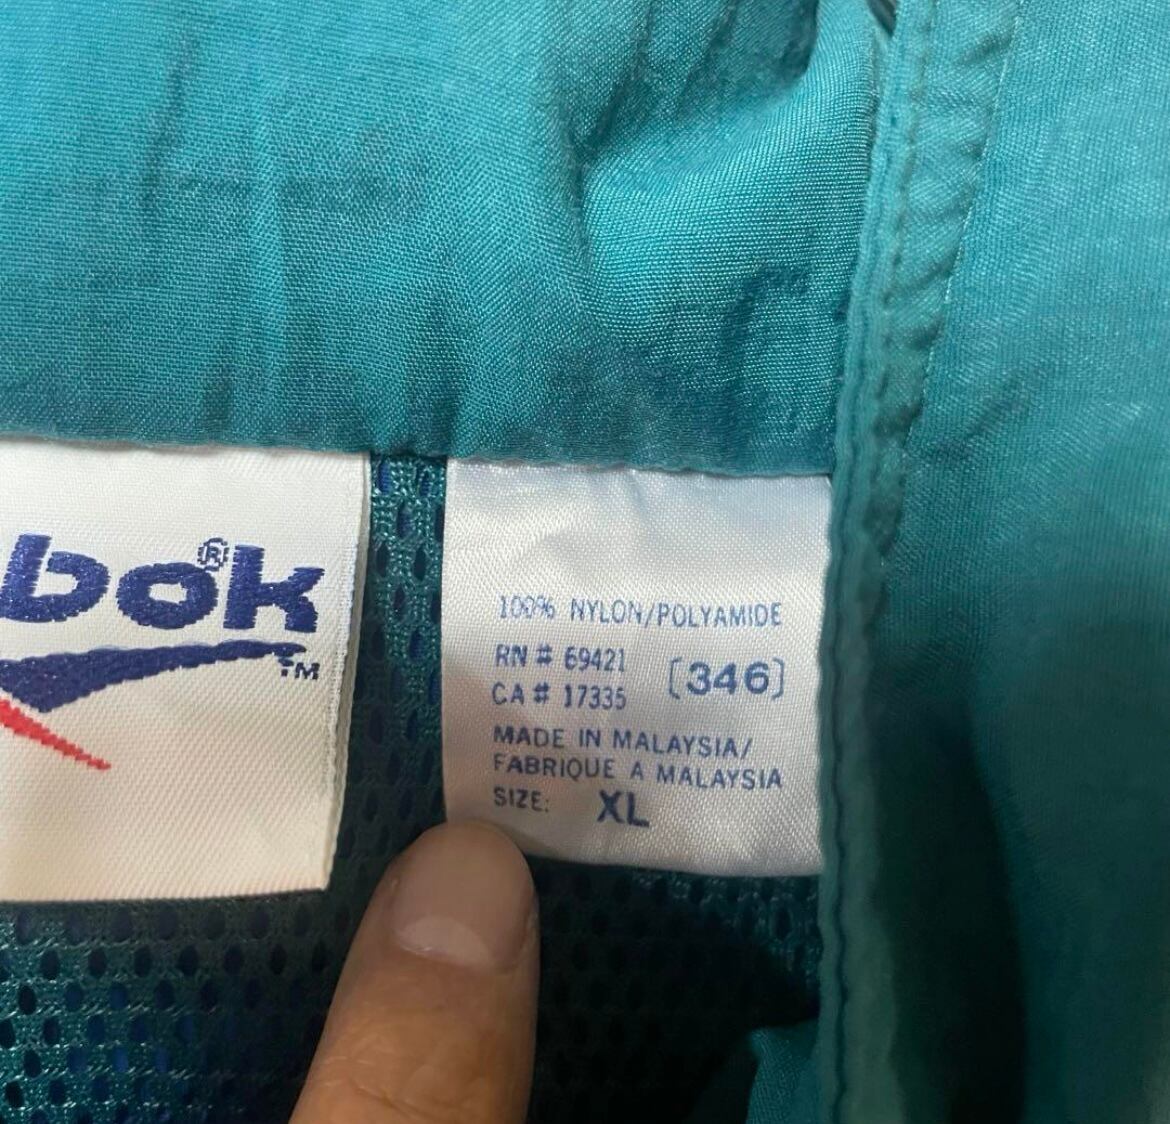 bok®
TM
100% NYLON/POLYAMIDE
RN # 69421
CA # 17335
[346]
MADE IN MALAYSIA/
FABRIQUE A MALAYSIA
SIZE: XL